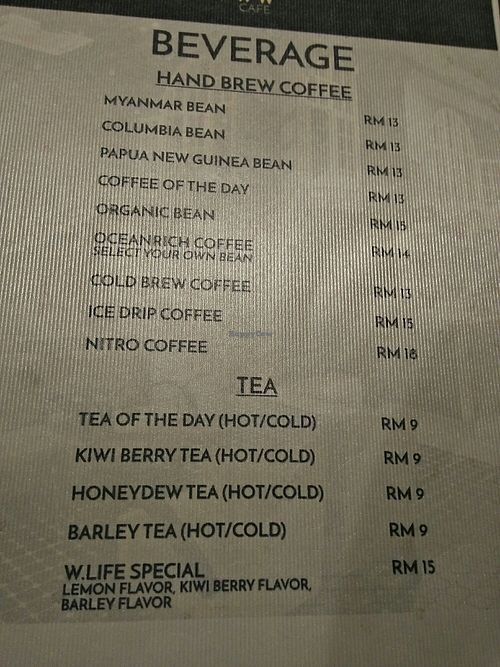 CAFE
BEVERAGE
HAND BREW COFFEE
MYANMAR BEAN RM 13
COLUMBIA BEAN RM 13
PAPUA NEW GUINEA BEAN RM 13
COFFEE OF THE DAY RM 13
ORGANIC BEAN RM 15
OCEANRICH COFFEE RM 14
SELECT YOUR OWN BEAN
COLD BREW COFFEE RM 13
ICE DRIP COFFEE RM 15
NITRO COFFEE RM 18
TEA
TEA OF THE DAY (HOT/COLD) RM 9
KIWI BERRY TEA (HOT/COLD) RM 9
HONEYDEW TEA (HOT/COLD) RM 9
BARLEY TEA (HOT/COLD) RM 9
W.LIFE SPECIAL RM 15
LEMON FLAVOR, KIWI BERRY FLAVOR,
BARLEY FLAVOR